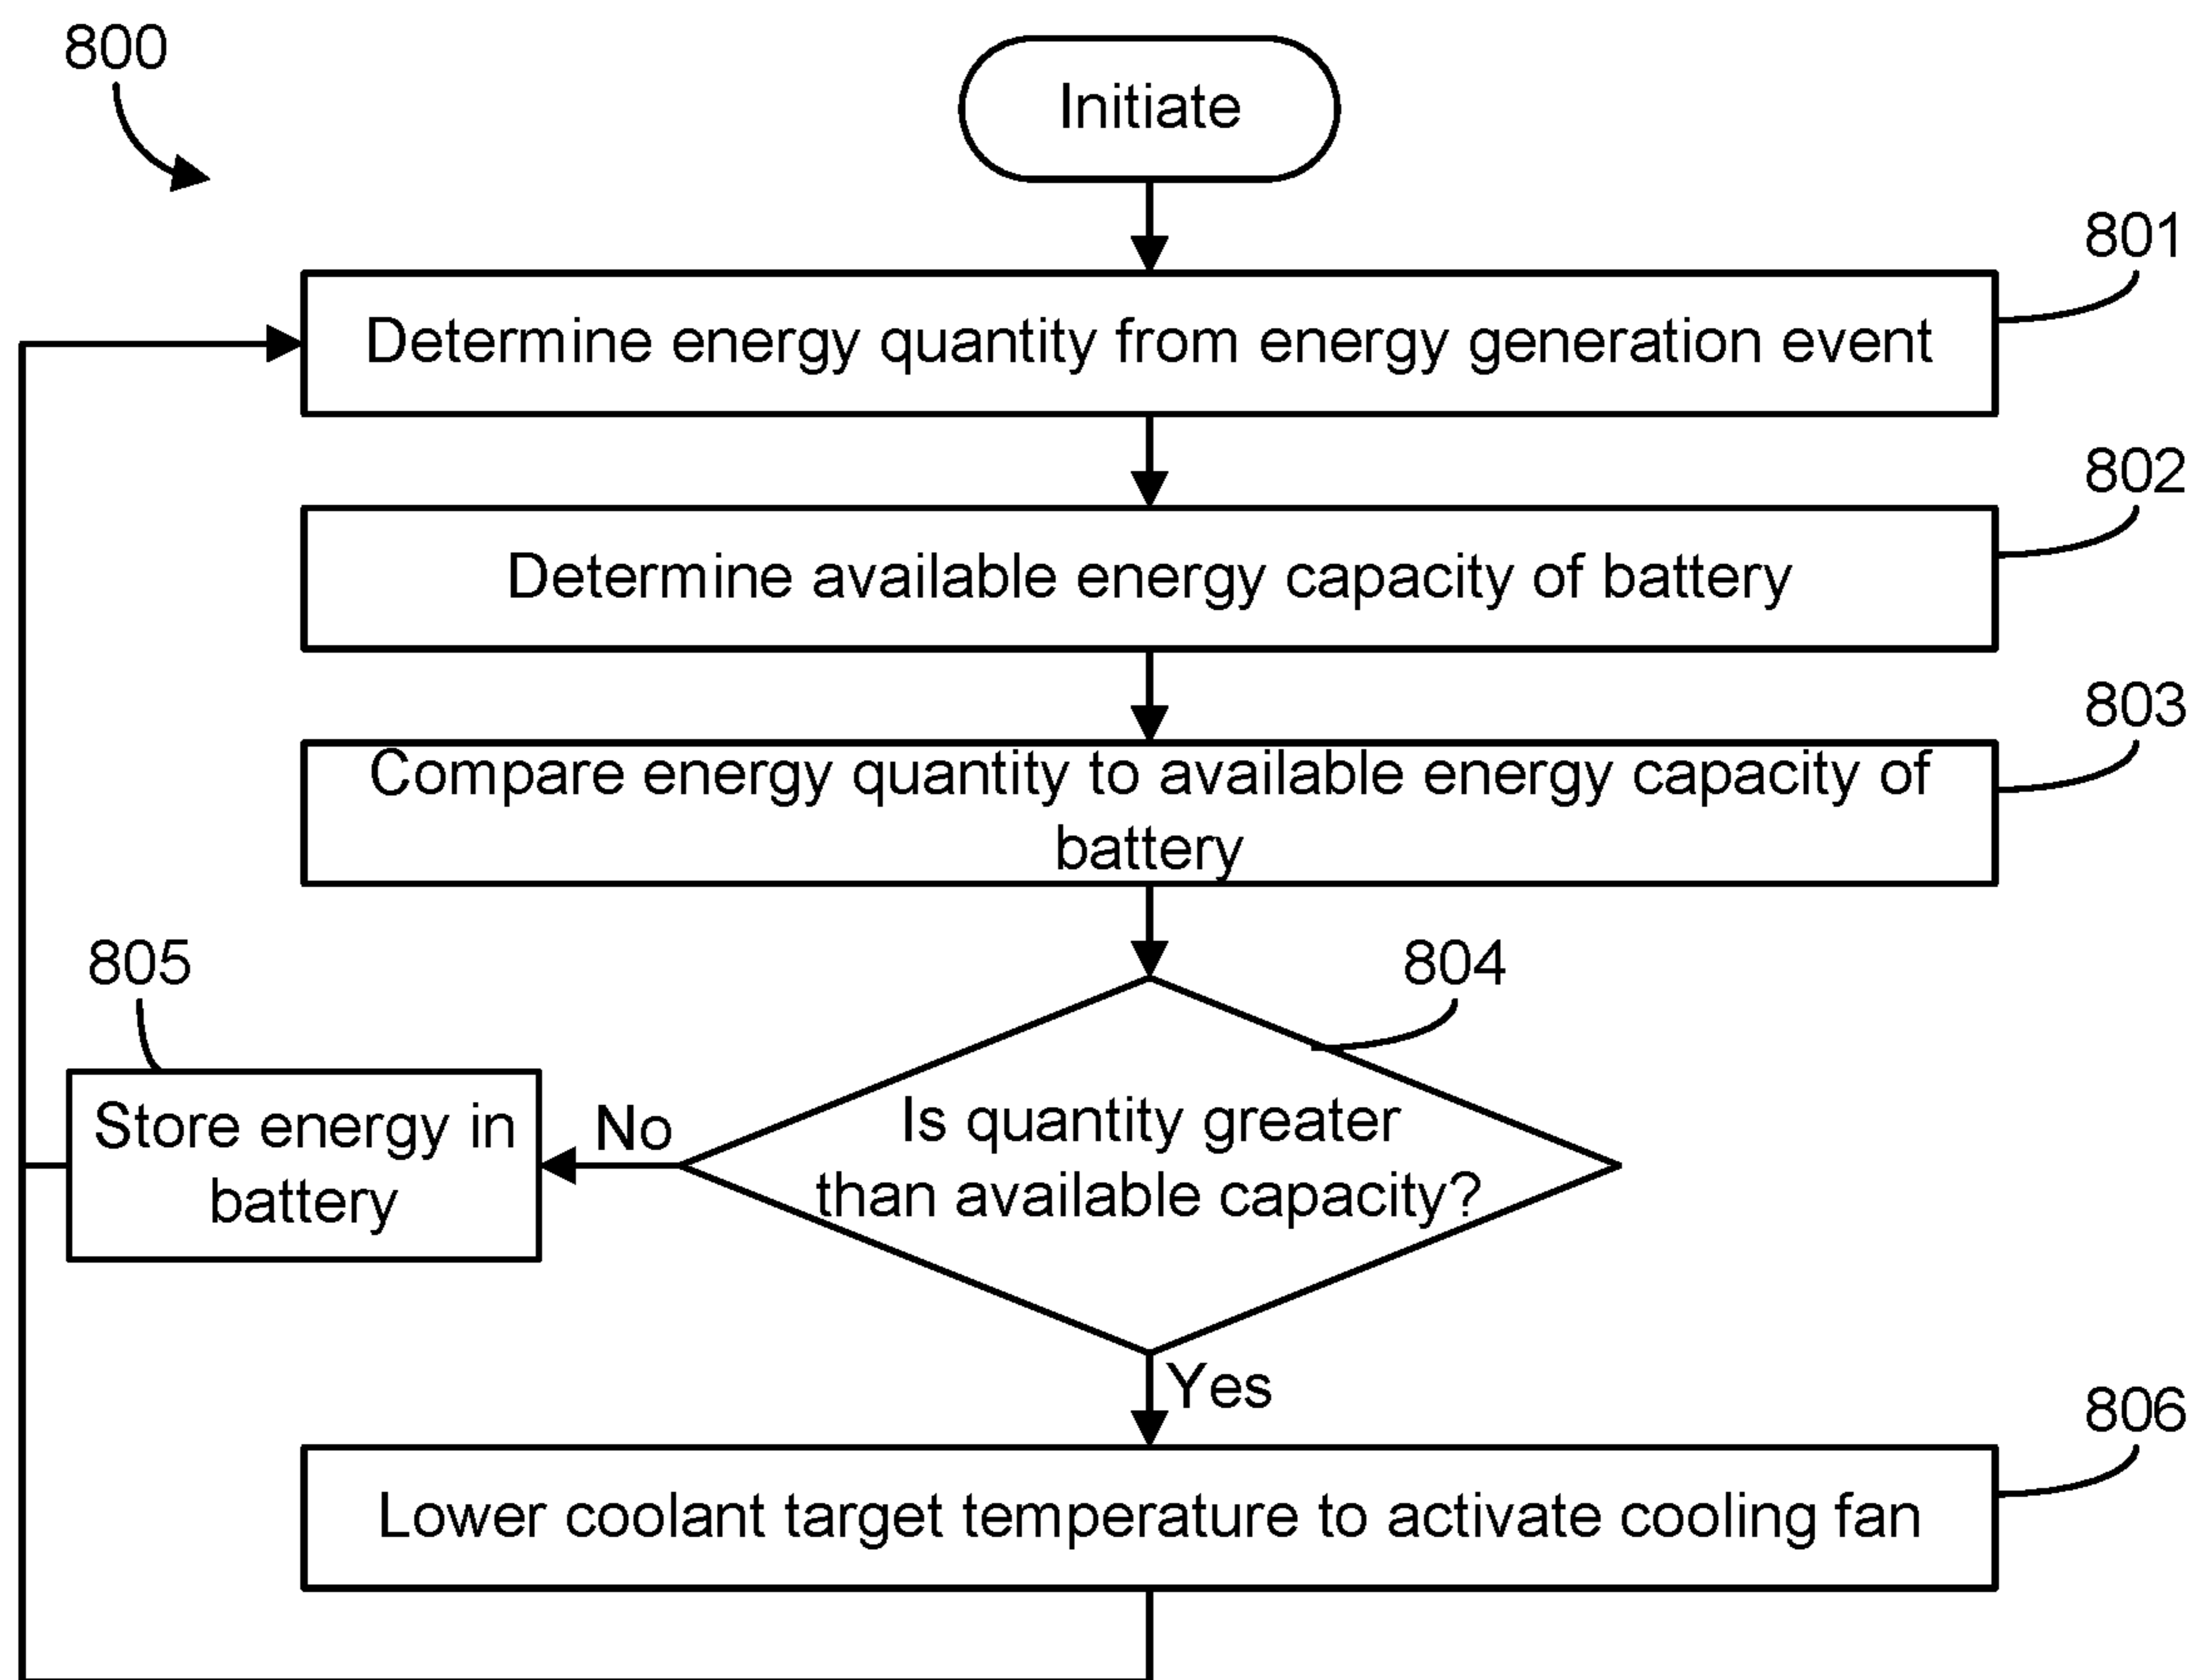 800
Initiate
801
Determine energy quantity from energy generation event
802
Determine available energy capacity of battery
803
Compare energy quantity to available energy capacity of
battery
804
Is quantity greater
than available capacity?
No
805
Store energy in
battery
Yes
806
Lower coolant target temperature to activate cooling fan